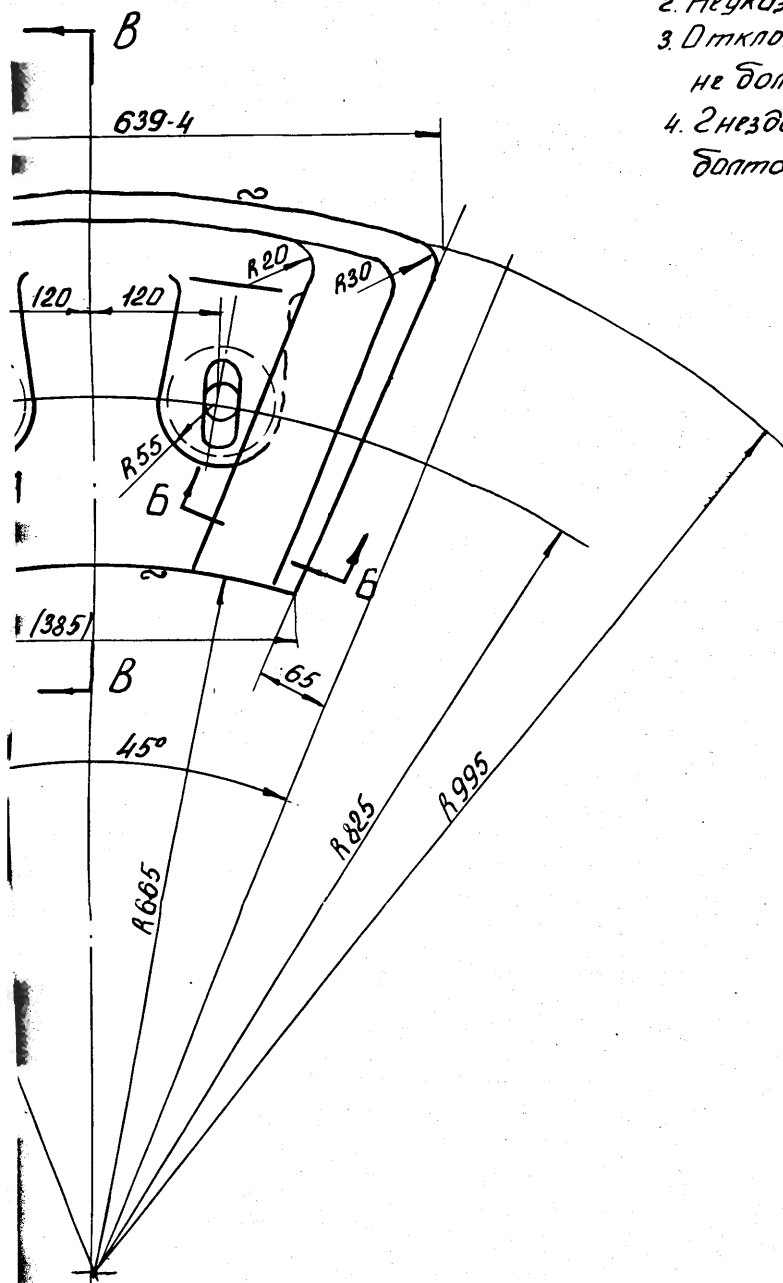 В
2. Неуказ
3. Откло
не бол
4. Гнезда
болто
639-4
R20
R30
120
120
R55
Б
Б
(385)
В
65
45°
R665
R825
R995